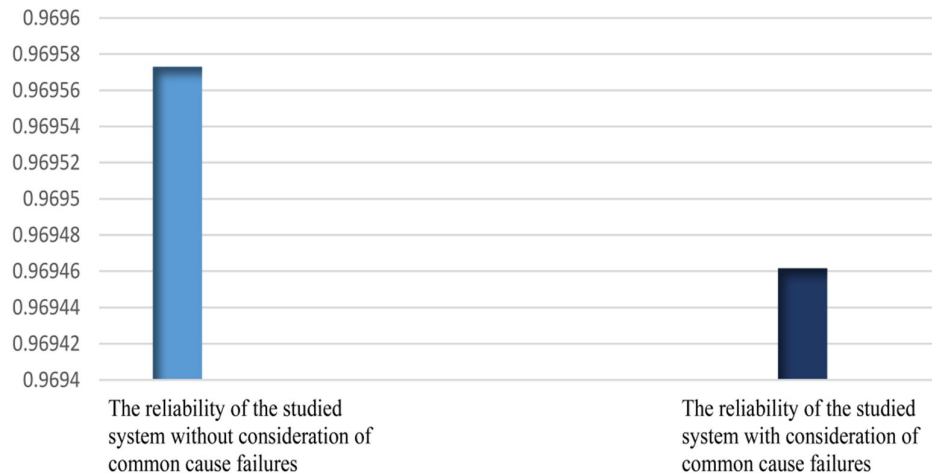 0.9696
0.96958
0.96956
0.96954
0.96952
0.9695
0.96948
0.96946
0.96944
0.96942
0.9694
The reliability of the studied
system without consideration of
common cause failures
The reliability of the studied
system with consideration of
common cause failures